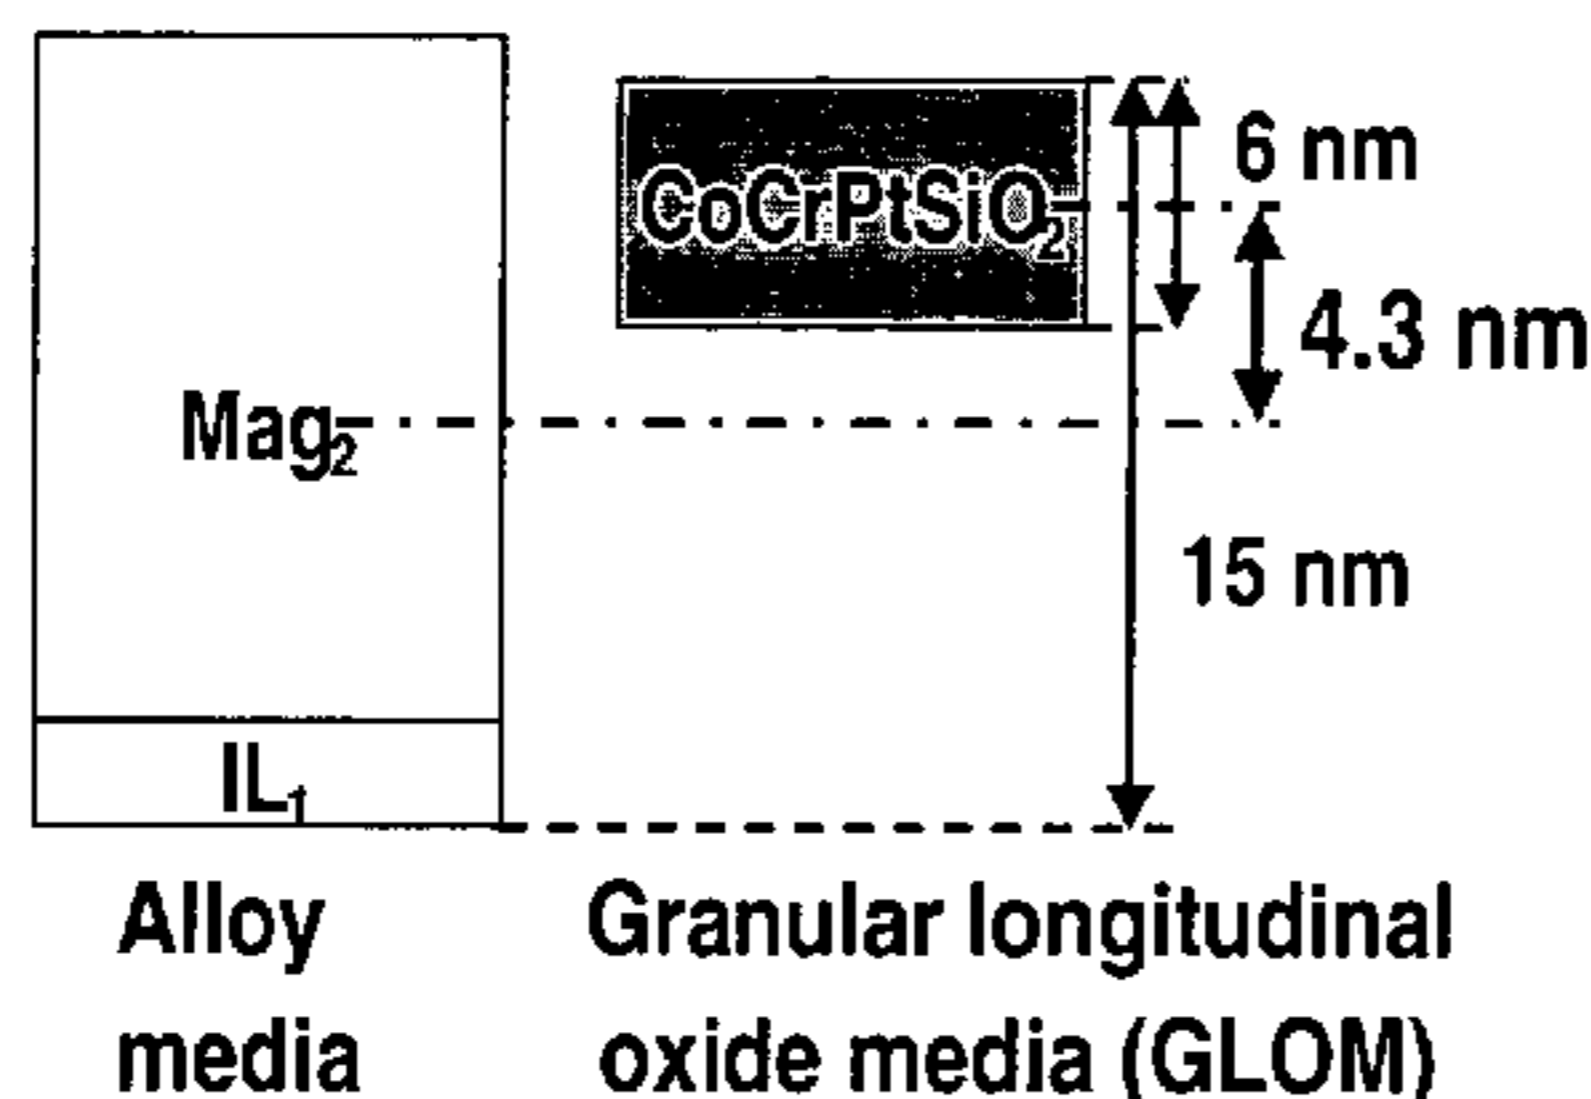 6 nm
CoCrPtSiO₂
4.3 nm
Mag₂
15 nm
IL₁
Alloy media
Granular longitudinal oxide media (GLOM)